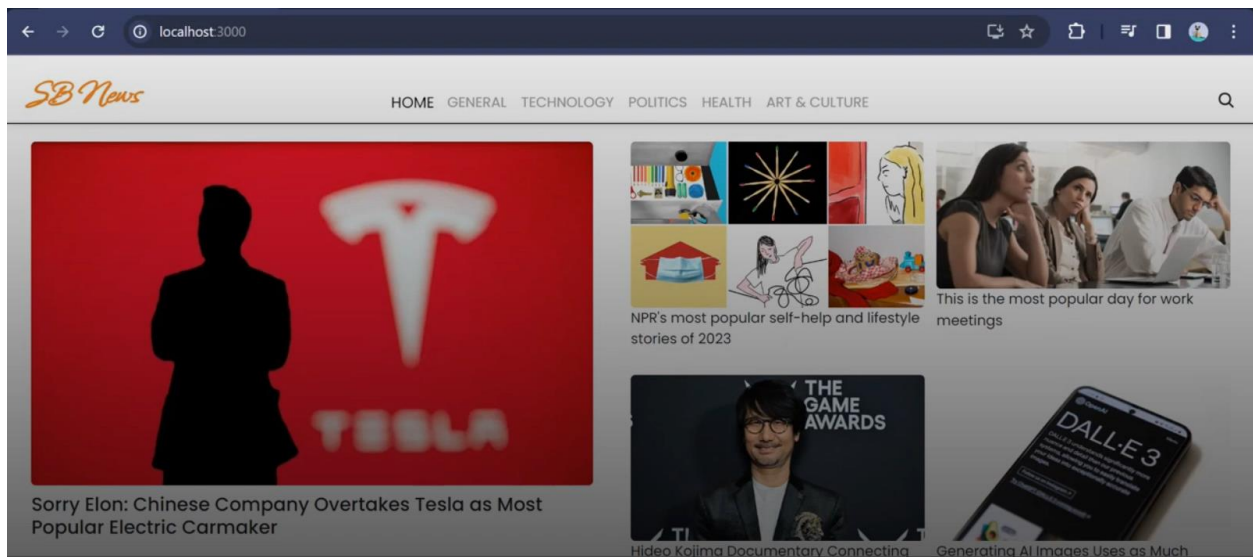 localhost:3000
SB News
HOME GENERAL TECHNOLOGY POLITICS HEALTH ART & CULTURE
TESLA
Sorry Elon: Chinese Company Overtakes Tesla as Most
Popular Electric Carmaker
NPR's most popular self-help and lifestyle
stories of 2023
This is the most popular day for work
meetings
THE
GAME
AWARDS
Hideo Kojima Documentary Connecting
OpenAI
DALL·E 3
Generating AI Images Uses as Much